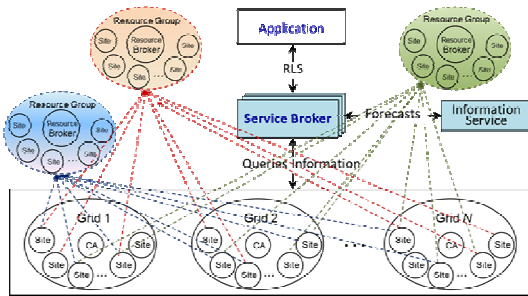 Resource Group
Resource
Broker
Site
Site
Site
Site
Site
...
Application
RLS
Resource Group
Resource
Broker
Site
Site
Site
Site
Site
...
Resource Group
Resource
Broker
Site
Site
Site
Site
Site
...
Service Broker
Forecasts
Information
Service
Queries Information
Grid 1
Site
CA
Site
Site
Site
Site
...
Grid 2
Site
CA
Site
Site
Site
Site
...
...
Grid N
Site
CA
Site
Site
Site
Site
...